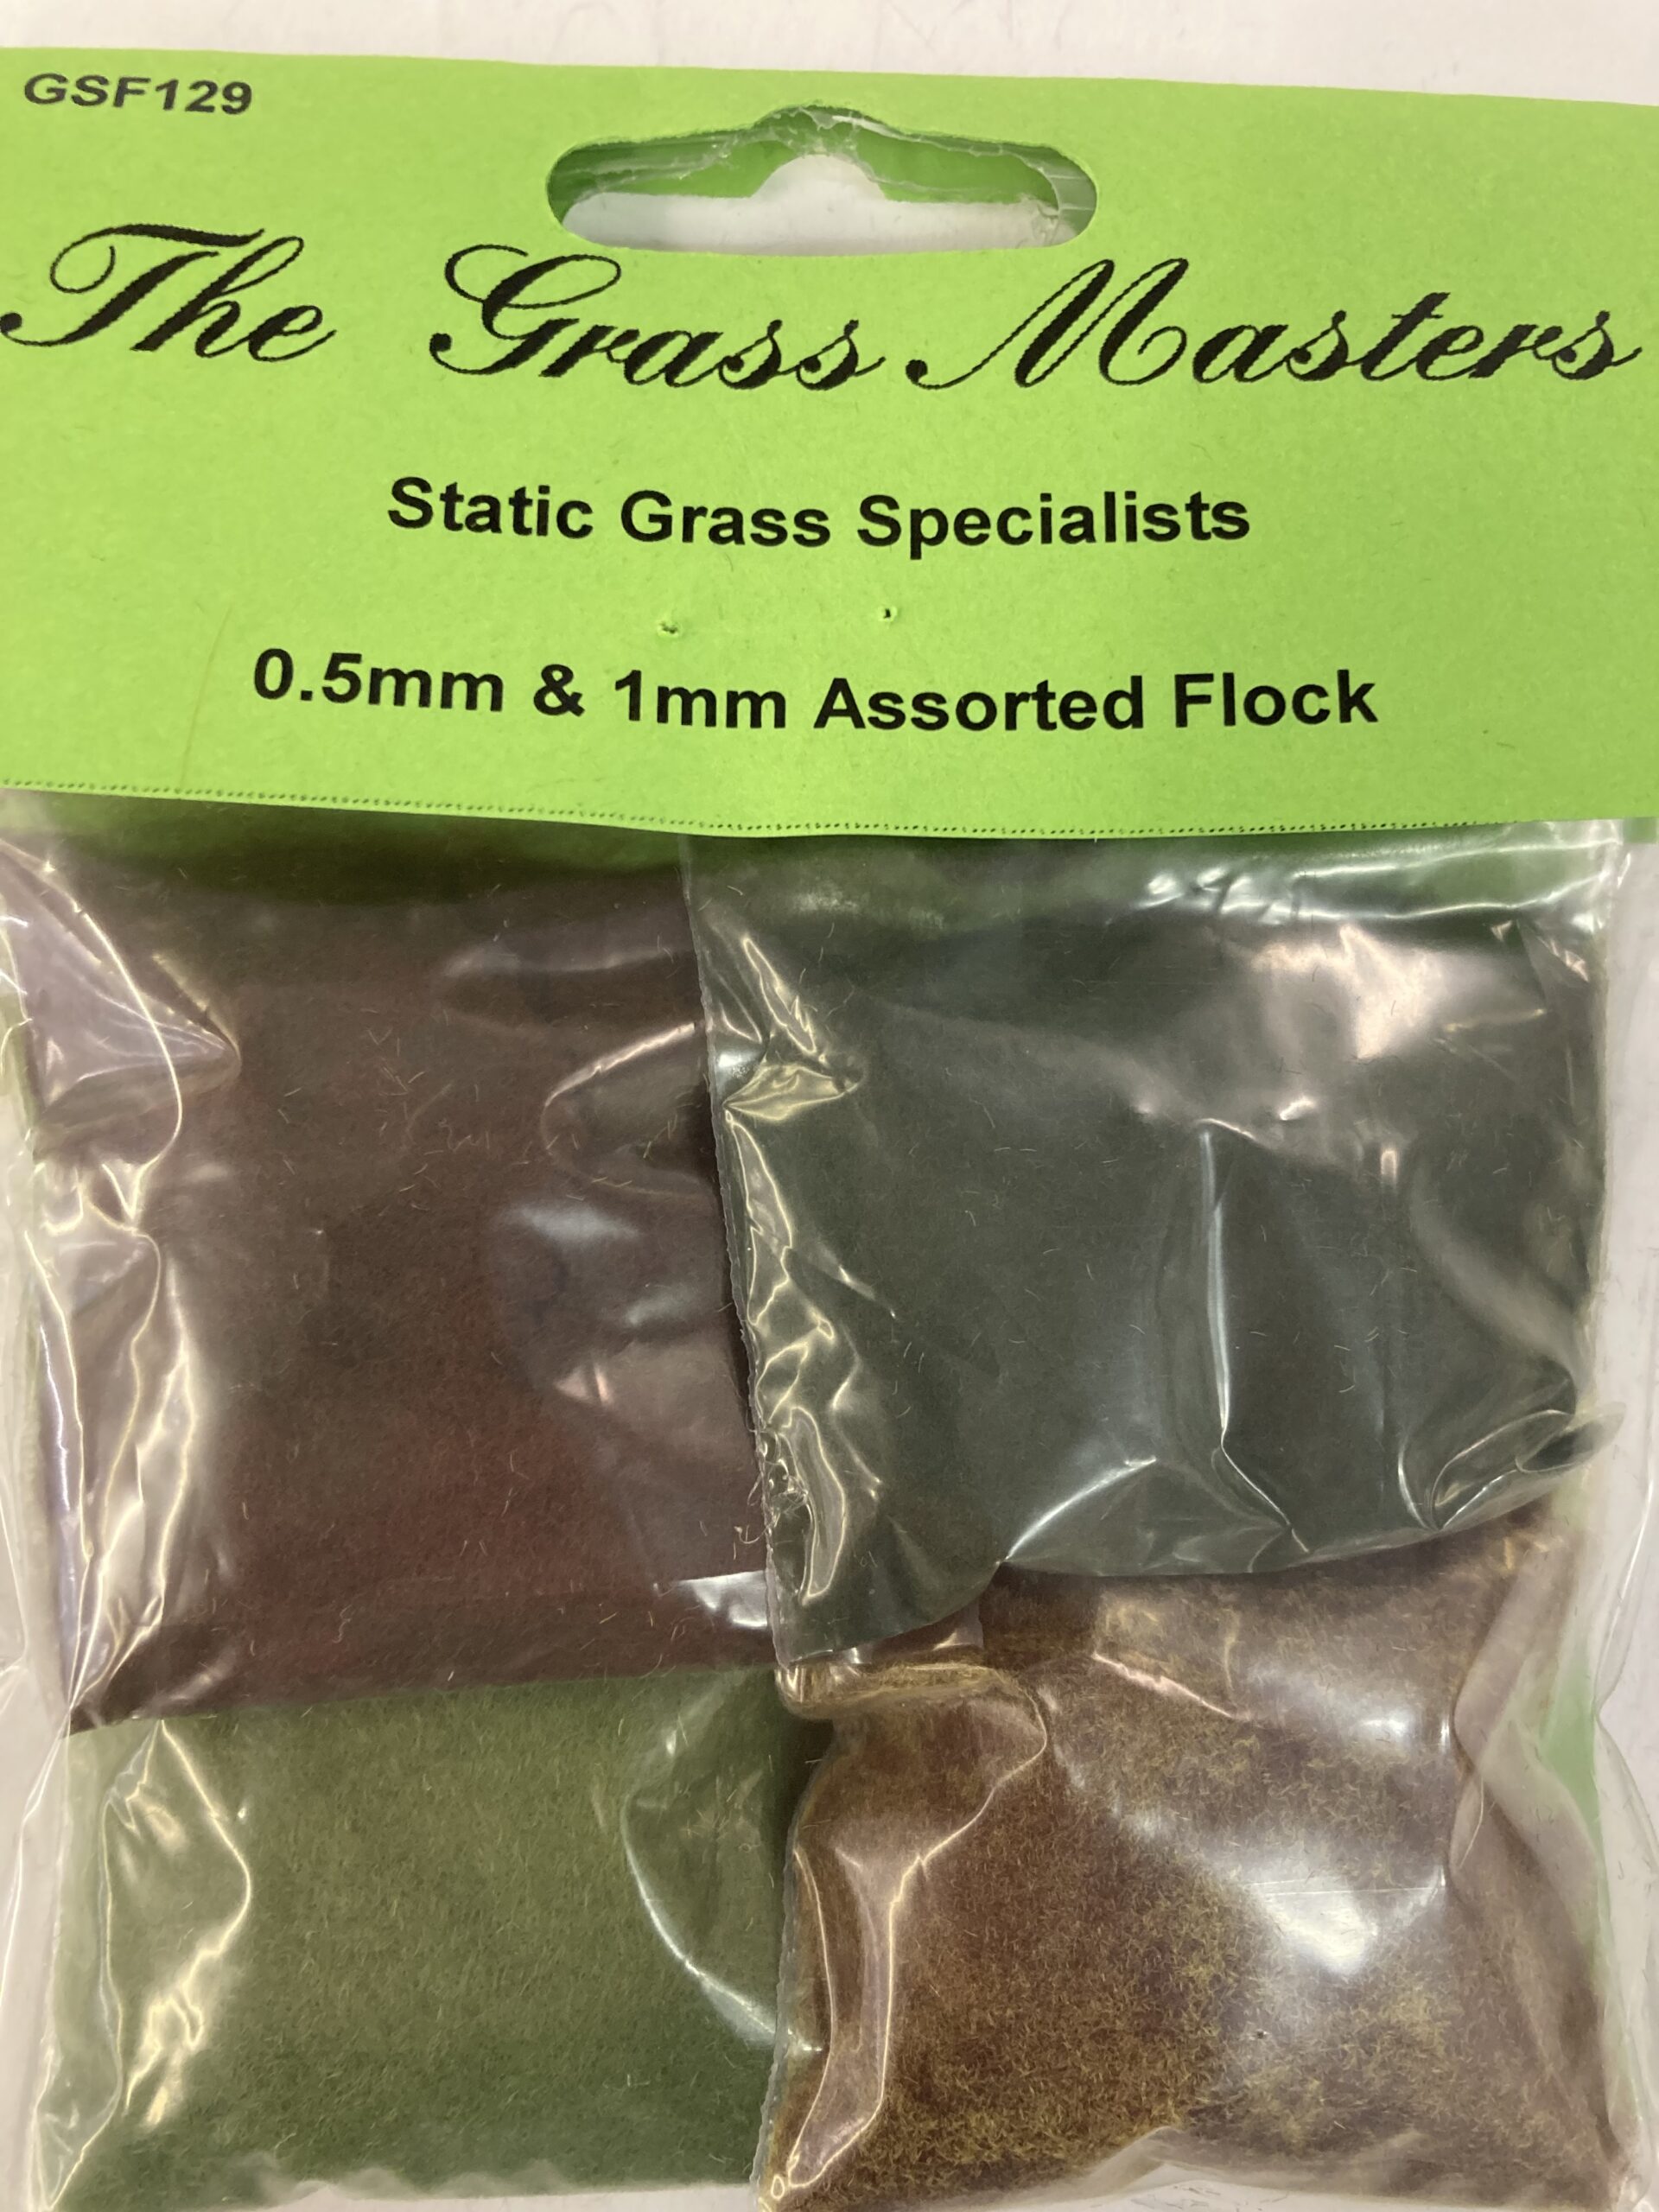 GSF129
The Grass Masters
Static Grass Specialists
0.5mm & 1mm Assorted Flock